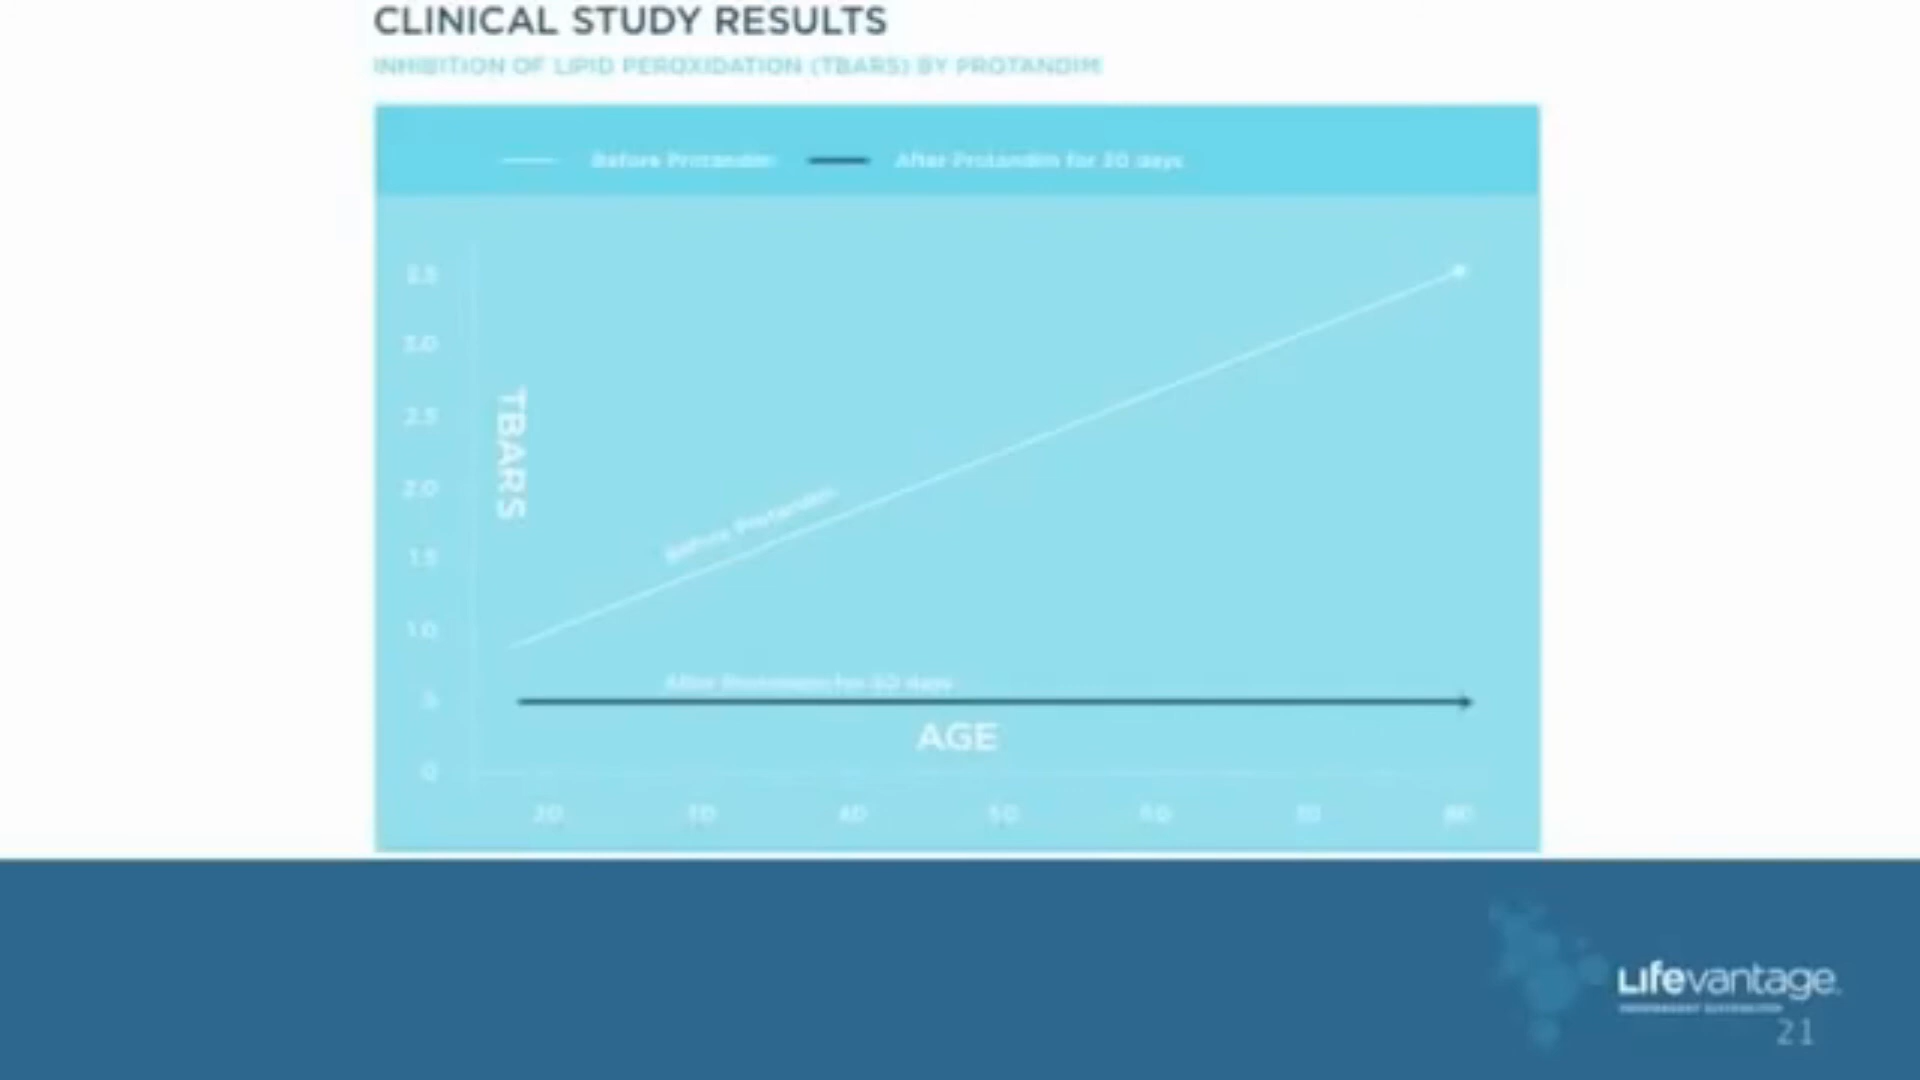 CLINICAL STUDY RESULTS
INHIBITION OF LIPID PEROXIDATION (TBARS) BY PROTANDIM
Before Protandim After Protandim for 30 days
3.5
3.0
2.5
2.0
1.5
1.0
.5
0
TBARS
Before Protandim
After Protandim for 30 days
AGE
20 30 40 50 60 70 80
Lifevantage
INDEPENDENT DISTRIBUTOR
21